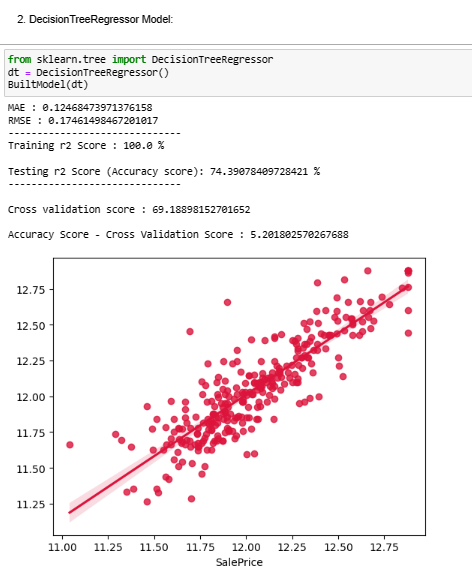 2. DecisionTreeRegressor Model:
from sklearn.tree import DecisionTreeRegressor
dt = DecisionTreeRegressor()
BuiltModel(dt)
MAE : 0.12468473971376158
RMSE : 0.17461498467201017
------------------------------
Training r2 Score : 100.0 %
Testing r2 Score (Accuracy score): 74.39078409728421 %
------------------------------
Cross validation score : 69.18898152701652
Accuracy Score - Cross Validation Score : 5.201802570267688
12.75
12.50
12.25
12.00
11.75
11.50
11.25
11.00 11.25 11.50 11.75 12.00 12.25 12.50 12.75
SalePrice